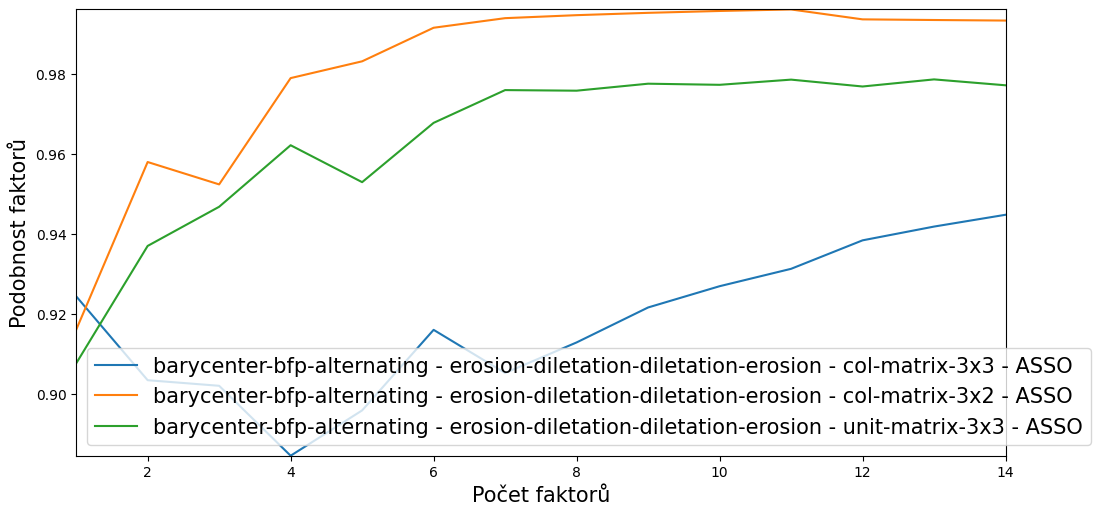 0.98
0.96
0.94
0.92
0.90
Podobnost faktorů
barycenter-bfp-alternating - erosion-diletation-diletation-erosion - col-matrix-3x3 - ASSO
barycenter-bfp-alternating - erosion-diletation-diletation-erosion - col-matrix-3x2 - ASSO
barycenter-bfp-alternating - erosion-diletation-diletation-erosion - unit-matrix-3x3 - ASSO
2 4 6 8 10 12 14
Počet faktorů